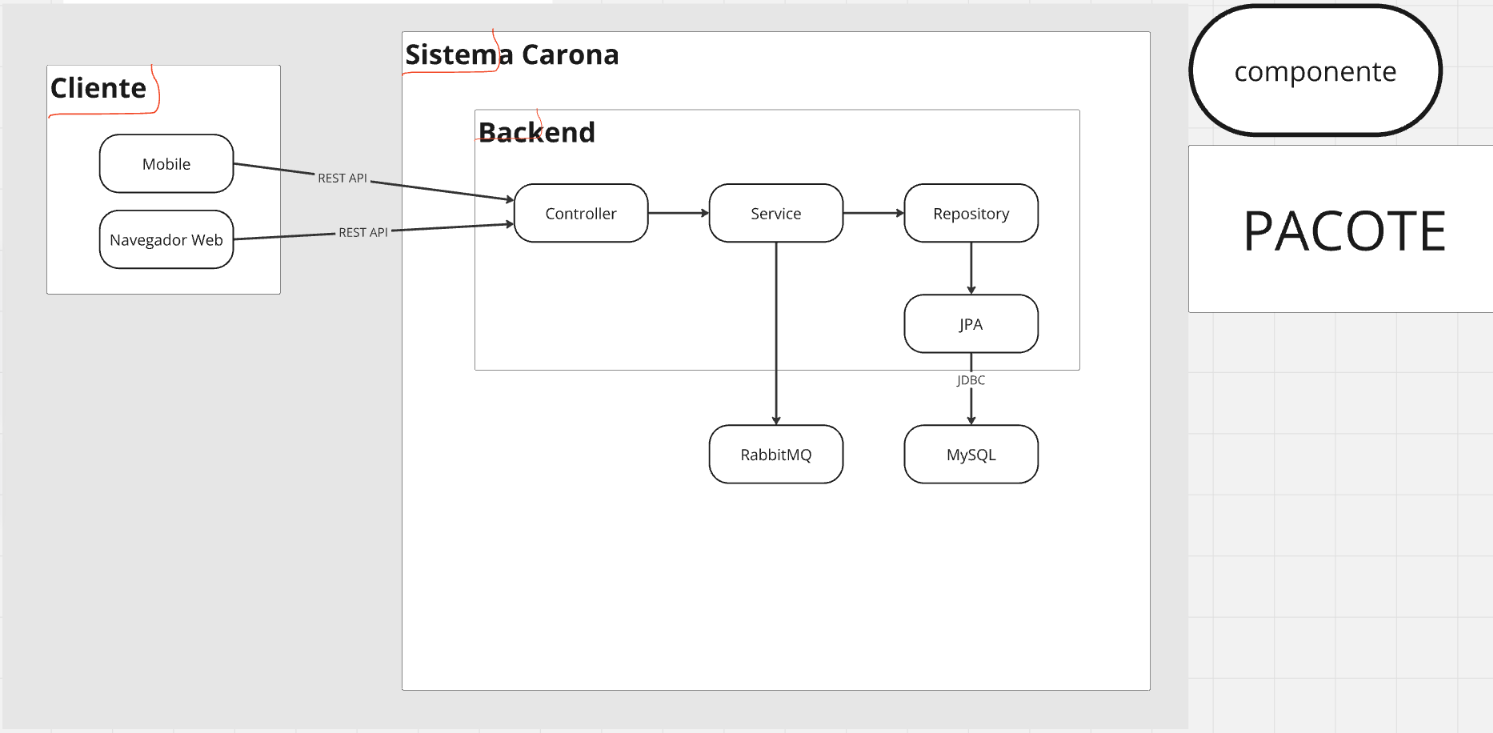 Sistema Carona
Cliente
Backend
Mobile
REST API
Navegador Web
REST API
Controller
Service
Repository
JPA
JDBC
RabbitMQ
MySQL
componente
PACOTE